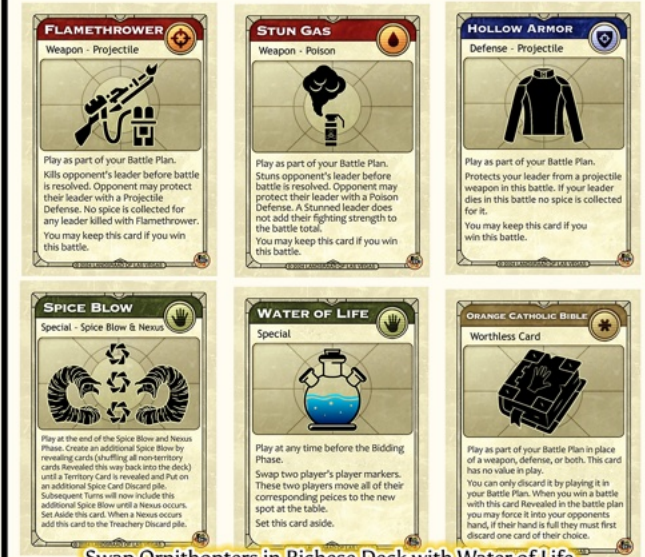 FLAMETHROWER
Weapon - Projectile
Play as part of your Battle Plan.
Kills opponent's leader before battle
is resolved. Opponent may protect
their leader with a Projectile
Defense. No spice is collected for
any leader killed with Flamethrower.
You may keep this card if you win
this battle.
© 2024 LANDSRAAD OF LAS VEGAS
STUN GAS
Weapon - Poison
Play as part of your Battle Plan.
Stuns opponent's leader before
battle is resolved. Opponent may
protect their leader with a Poison
Defense. A Stunned leader does
not add their fighting strength to
the battle total.
You may keep this card if you win
this battle.
© 2024 LANDSRAAD OF LAS VEGAS
HOLLOW ARMOR
Defense - Projectile
Play as part of your Battle Plan.
Protects your leader from a projectile
weapon in this battle. If your leader
dies in this battle no spice is collected
for it.
You may keep this card if you
win this battle.
© 2024 LANDSRAAD OF LAS VEGAS
SPICE BLOW
Special - Spice Blow & Nexus
Play at the end of the Spice Blow and Nexus
Phase. Create an additional Spice Blow by
revealing cards (shuffling all non-territory
cards Revealed this way back into the deck)
until a Territory Card is revealed and Put on
an additional Spice Card Discard pile.
Subsequent Turns will now include this
additional Spice Blow until a Nexus occurs.
Set Aside this card. When a Nexus occurs
add this card to the Treachery Discard pile.
WATER OF LIFE
Special
Play at any time before the Bidding
Phase.
Swap two player's player markers.
These two players move all of their
corresponding peices to the new
spot at the table.
Set this card aside.
ORANGE CATHOLIC BIBLE
Worthless Card
Play as part of your Battle Plan in place
of a weapon, defense, or both. This card
has no value in play.
You can only discard it by playing it in
your Battle Plan. When you win a battle
with this card Revealed in the battle plan
you may force it into your opponents
hand, if their hand is full they must first
discard one card of their choice.
Swap Ornithopters in Richese Deck with Water of Life